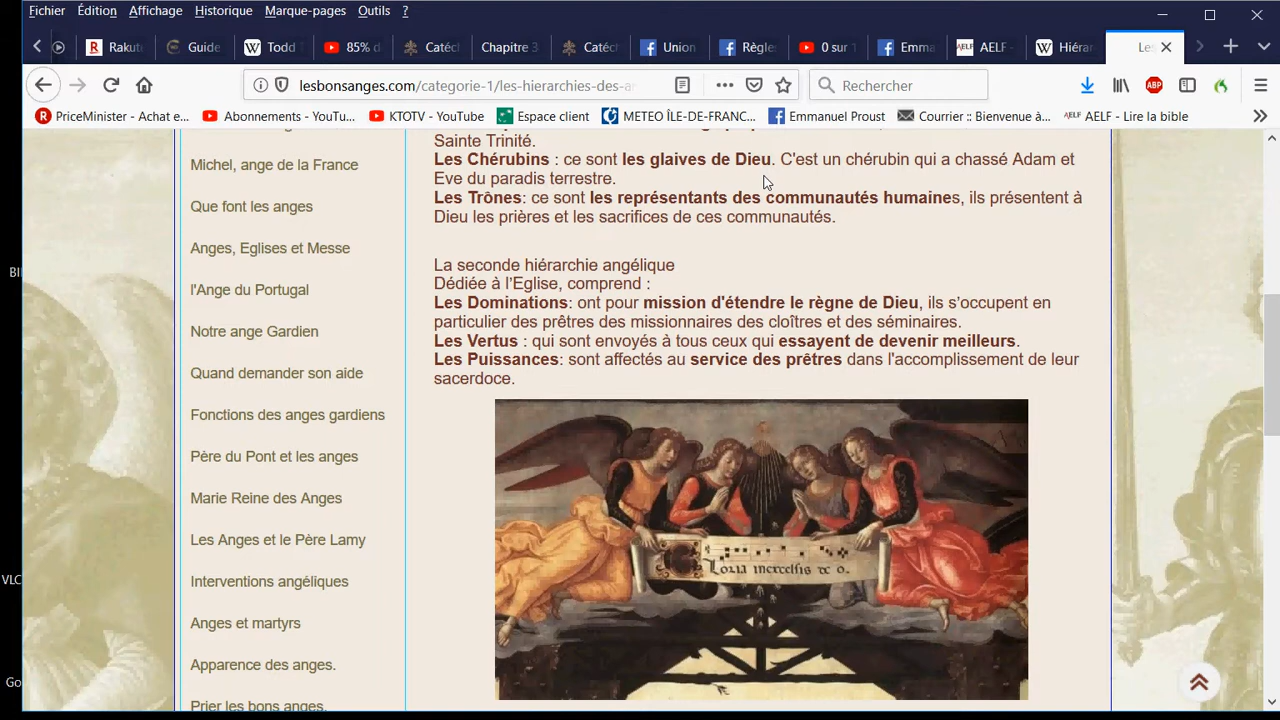 Fichier Édition Affichage Historique Marque-pages Outils ?
Rakut Guide Todd 85% d Catéch Chapitre 3 Catéch Union Règles 0 sur 1 Emma AELF - Hiérar Les
lesbonsanges.com/categorie-1/les-hierarchies-des-an Rechercher
PriceMinister - Achat e... Abonnements - YouTu... KTOTV - YouTube Espace client METEO ÎLE-DE-FRANC... Emmanuel Proust Courrier :: Bienvenue à... AELF - Lire la bible
Michel, ange de la France
Que font les anges
Anges, Eglises et Messe
l'Ange du Portugal
Notre ange Gardien
Quand demander son aide
Fonctions des anges gardiens
Père du Pont et les anges
Marie Reine des Anges
Les Anges et le Père Lamy
Interventions angéliques
Anges et martyrs
Apparence des anges.
Prier les bons anges.
Sainte Trinité.
Les Chérubins : ce sont les glaives de Dieu. C'est un chérubin qui a chassé Adam et
Eve du paradis terrestre.
Les Trônes: ce sont les représentants des communautés humaines, ils présentent à
Dieu les prières et les sacrifices de ces communautés.
La seconde hiérarchie angélique
Dédiée à l'Eglise, comprend :
Les Dominations: ont pour mission d'étendre le règne de Dieu, ils s’occupent en
particulier des prêtres des missionnaires des cloîtres et des séminaires.
Les Vertus : qui sont envoyés à tous ceux qui essayent de devenir meilleurs.
Les Puissances: sont affectés au service des prêtres dans l'accomplissement de leur
sacerdoce.
BI
VLC
Go